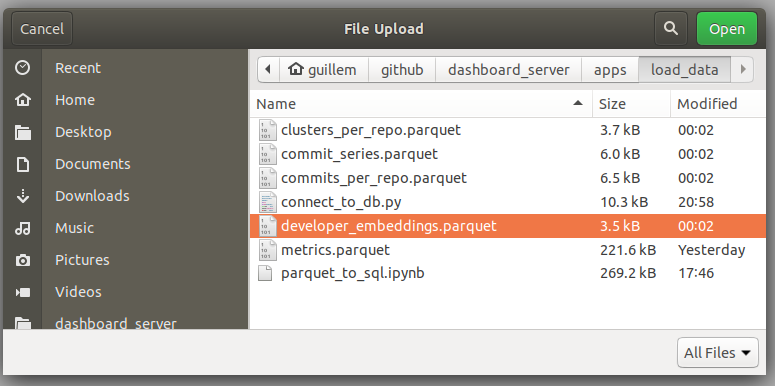 Cancel File Upload Open
Recent
Home
Desktop
Documents
Downloads
Music
Pictures
Videos
dashboard_server
guillem github dashboard_server apps load_data
Name Size Modified
clusters_per_repo.parquet 3.7 kB 00:02
commit_series.parquet 6.0 kB 00:02
commits_per_repo.parquet 6.5 kB 00:02
connect_to_db.py 10.3 kB 20:58
developer_embeddings.parquet 3.5 kB 00:02
metrics.parquet 221.6 kB Yesterday
parquet_to_sql.ipynb 269.2 kB 17:46
All Files